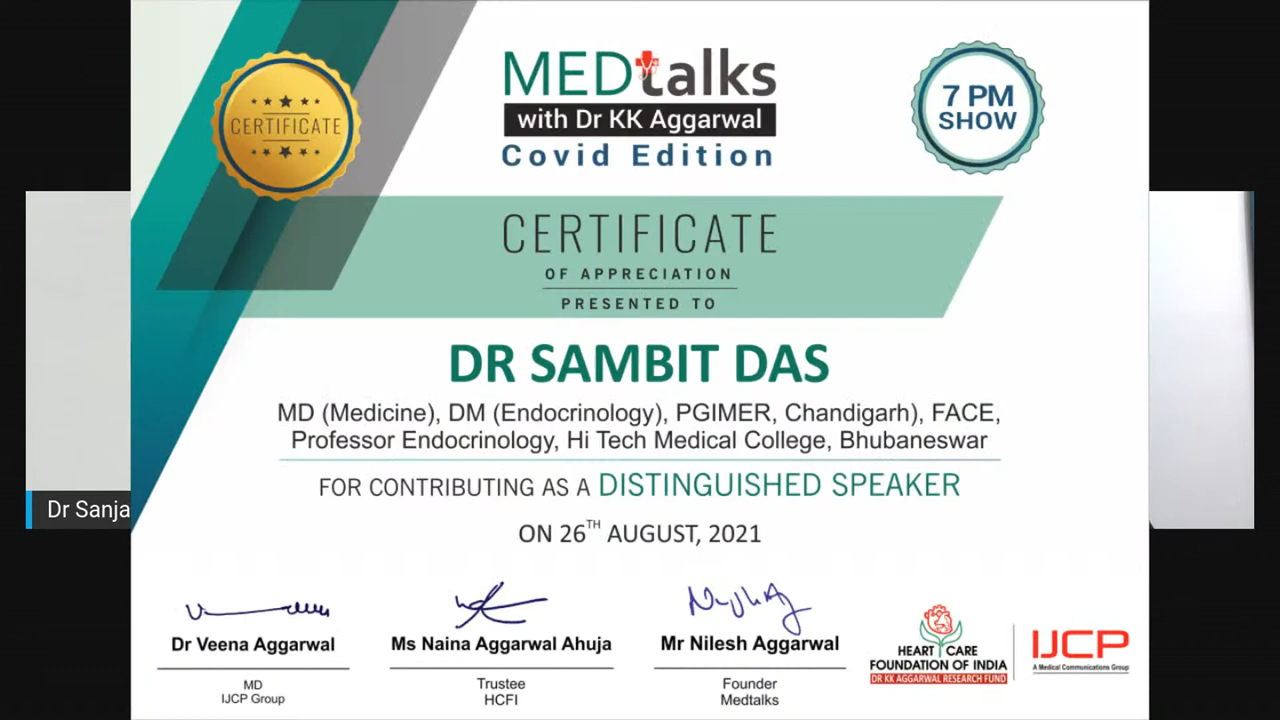 MEDtalks
with Dr KK Aggarwal
Covid Edition
CERTIFICATE
7 PM
SHOW
CERTIFICATE
OF APPRECIATION
PRESENTED TO
DR SAMBIT DAS
MD (Medicine), DM (Endocrinology), PGIMER, Chandigarh), FACE,
Professor Endocrinology, Hi Tech Medical College, Bhubaneswar
FOR CONTRIBUTING AS A DISTINGUISHED SPEAKER
ON 26TH AUGUST, 2021
Dr Sanja
Dr Veena Aggarwal
MD
IJCP Group
Ms Naina Aggarwal Ahuja
Trustee
HCFI
Mr Nilesh Aggarwal
Founder
Medtalks
HEART CARE
FOUNDATION OF INDIA
DR KK AGGARWAL RESEARCH FUND
IJCP
A Medical Communications Group